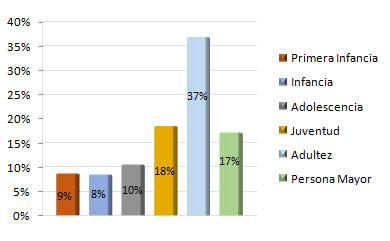 40%
35%
30%
25%
20%
15%
10%
5%
0%
9%
8%
10%
18%
37%
17%
Primera Infancia
Infancia
Adolescencia
Juventud
Adultez
Persona Mayor